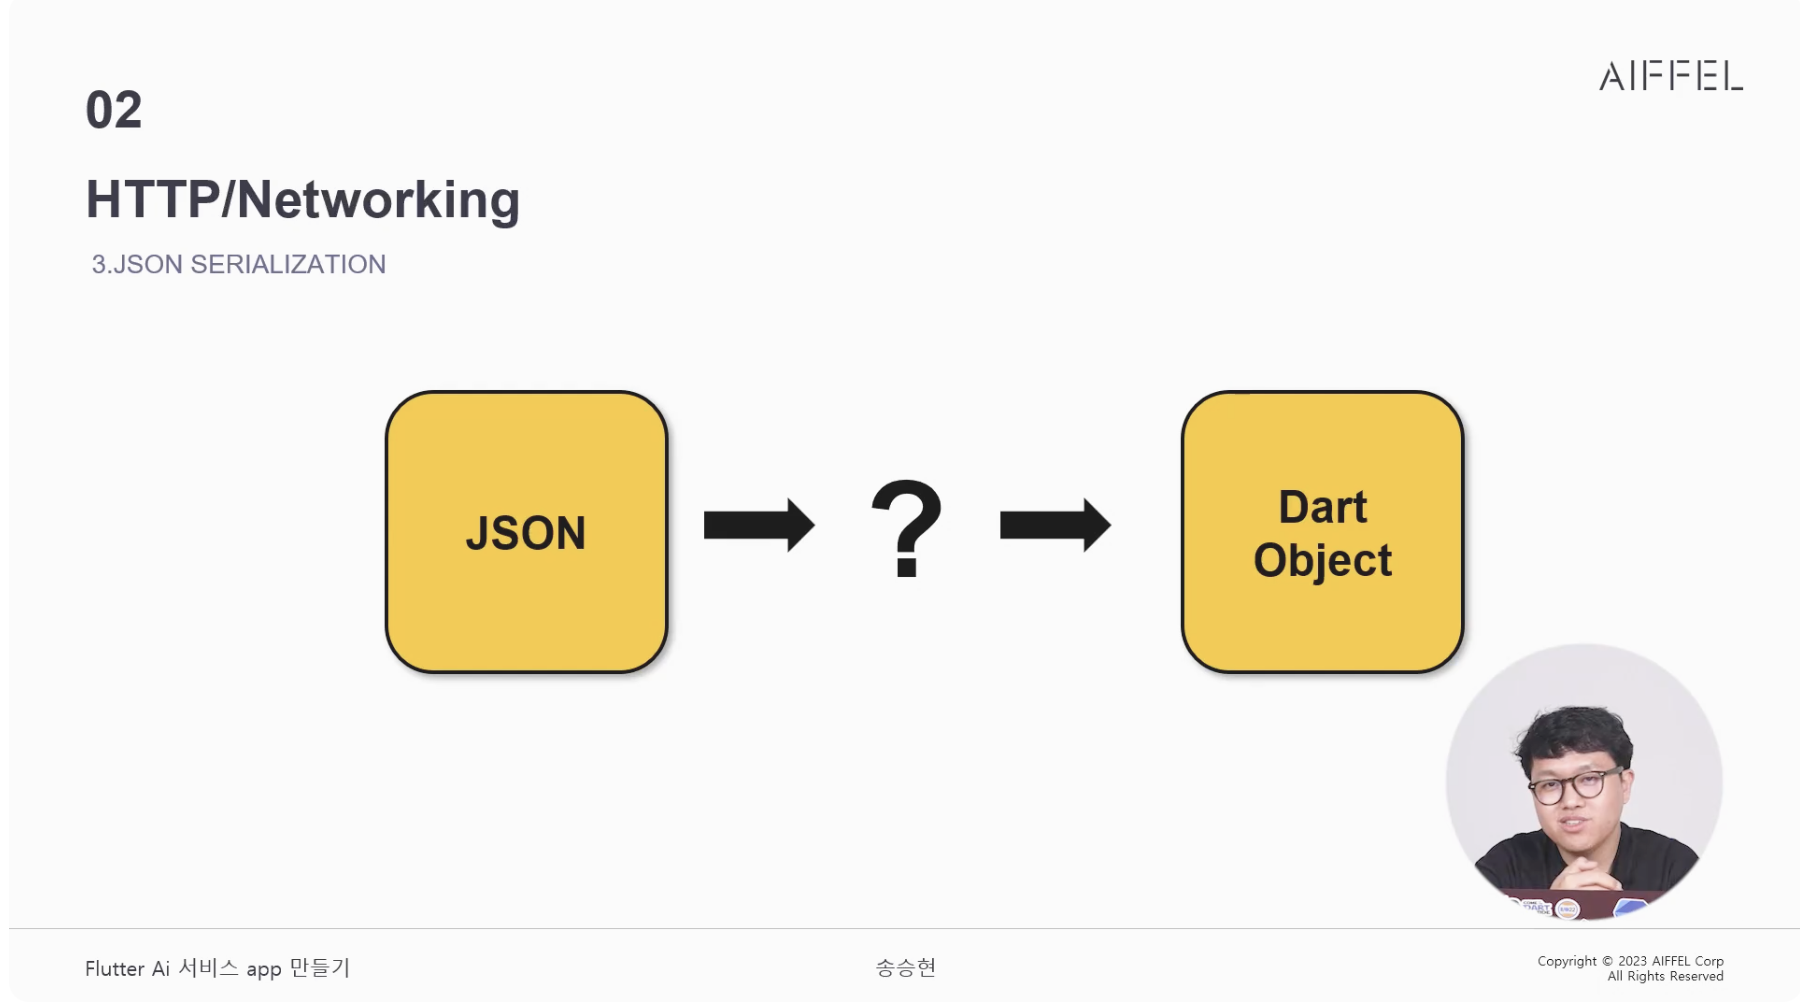 AIFFEL
02
HTTP/Networking
3.JSON SERIALIZATION
JSON
?
Dart
Object
Flutter Ai 서비스 app 만들기
송승현
Copyright © 2023 AIFFEL Corp
All Rights Reserved